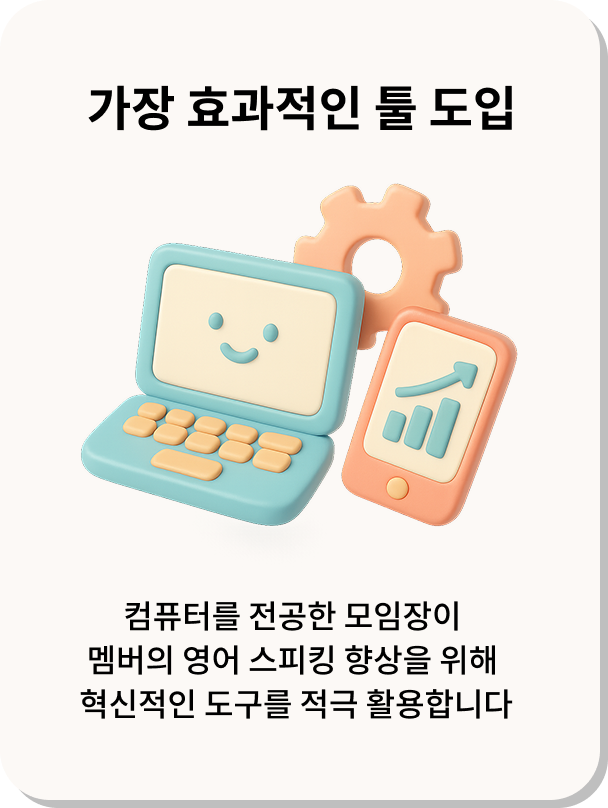 가장 효과적인 툴 도입
컴퓨터를 전공한 모임장이
멤버의 영어 스피킹 향상을 위해
혁신적인 도구를 적극 활용합니다